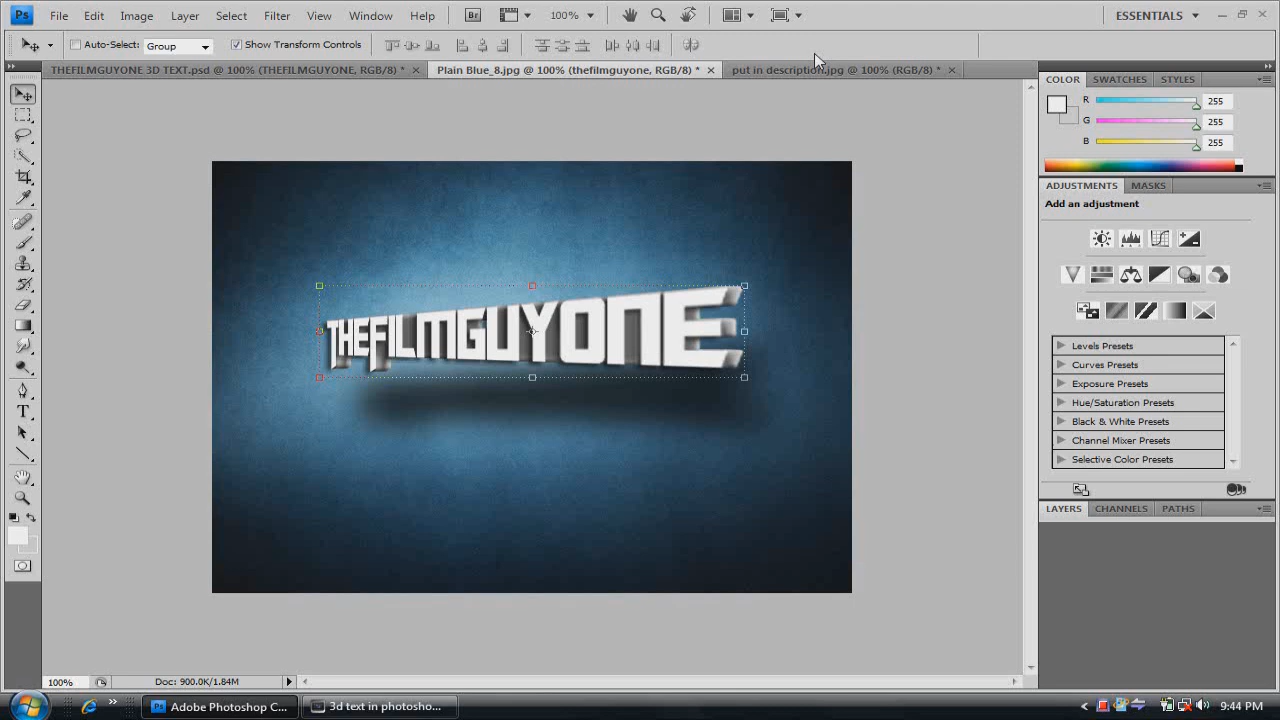 Ps File Edit Image Layer Select Filter View Window Help Br 100% ESSENTIALS
Auto-Select: Group Show Transform Controls
THEFILMGUYONE 3D TEXT.psd @ 100% (THEFILMGUYONE, RGB/8) * Plain Blue_8.jpg @ 100% (thefilmguyone, RGB/8) * put in description.jpg @ 100% (RGB/8) *
COLOR SWATCHES STYLES
R 255
G 255
B 255
ADJUSTMENTS MASKS
Add an adjustment
THEFILMGUYONE
Levels Presets
Curves Presets
Exposure Presets
Hue/Saturation Presets
Black & White Presets
Channel Mixer Presets
Selective Color Presets
LAYERS CHANNELS PATHS
100% Doc: 900.0K/1.84M
Ps Adobe Photoshop C... 3d text in photosho... 9:44 PM